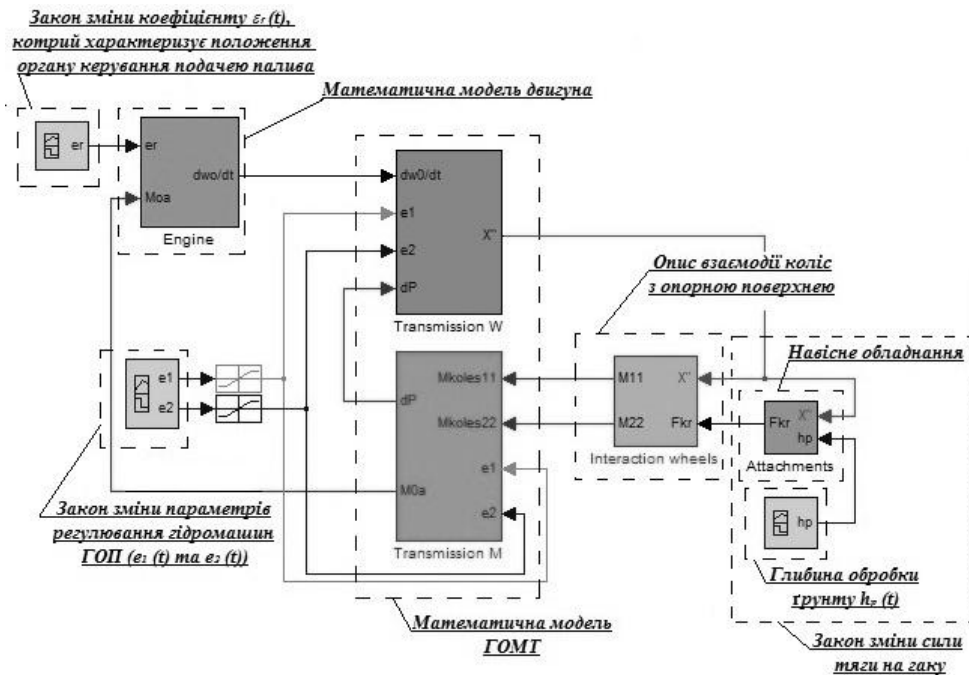 Закон зміни коефіцієнту εr (t),
котрий характеризує положення
органу керування подачею палива
Математична модель двигуна
er
er
dwo/dt
Moa
Engine
dw0/dt
e1
e2
dP
X''
Transmission W
Опис взаємодії коліс
з опорною поверхнею
Навісне обладнання
e1
e2
Mkoles11
Mkoles22
dP
e1
e2
M0a
Transmission M
M11
M22
X''
Fkr
Interaction wheels
Fkr
X''
hp
Attachments
hp
Закон зміни параметрів
регулювання гідромашин
ГОП (e₁ (t) та e₂ (t))
Глибина обробки
ґрунту hр (t)
Математична модель
ГОМТ
Закон зміни сили
тяги на гаку